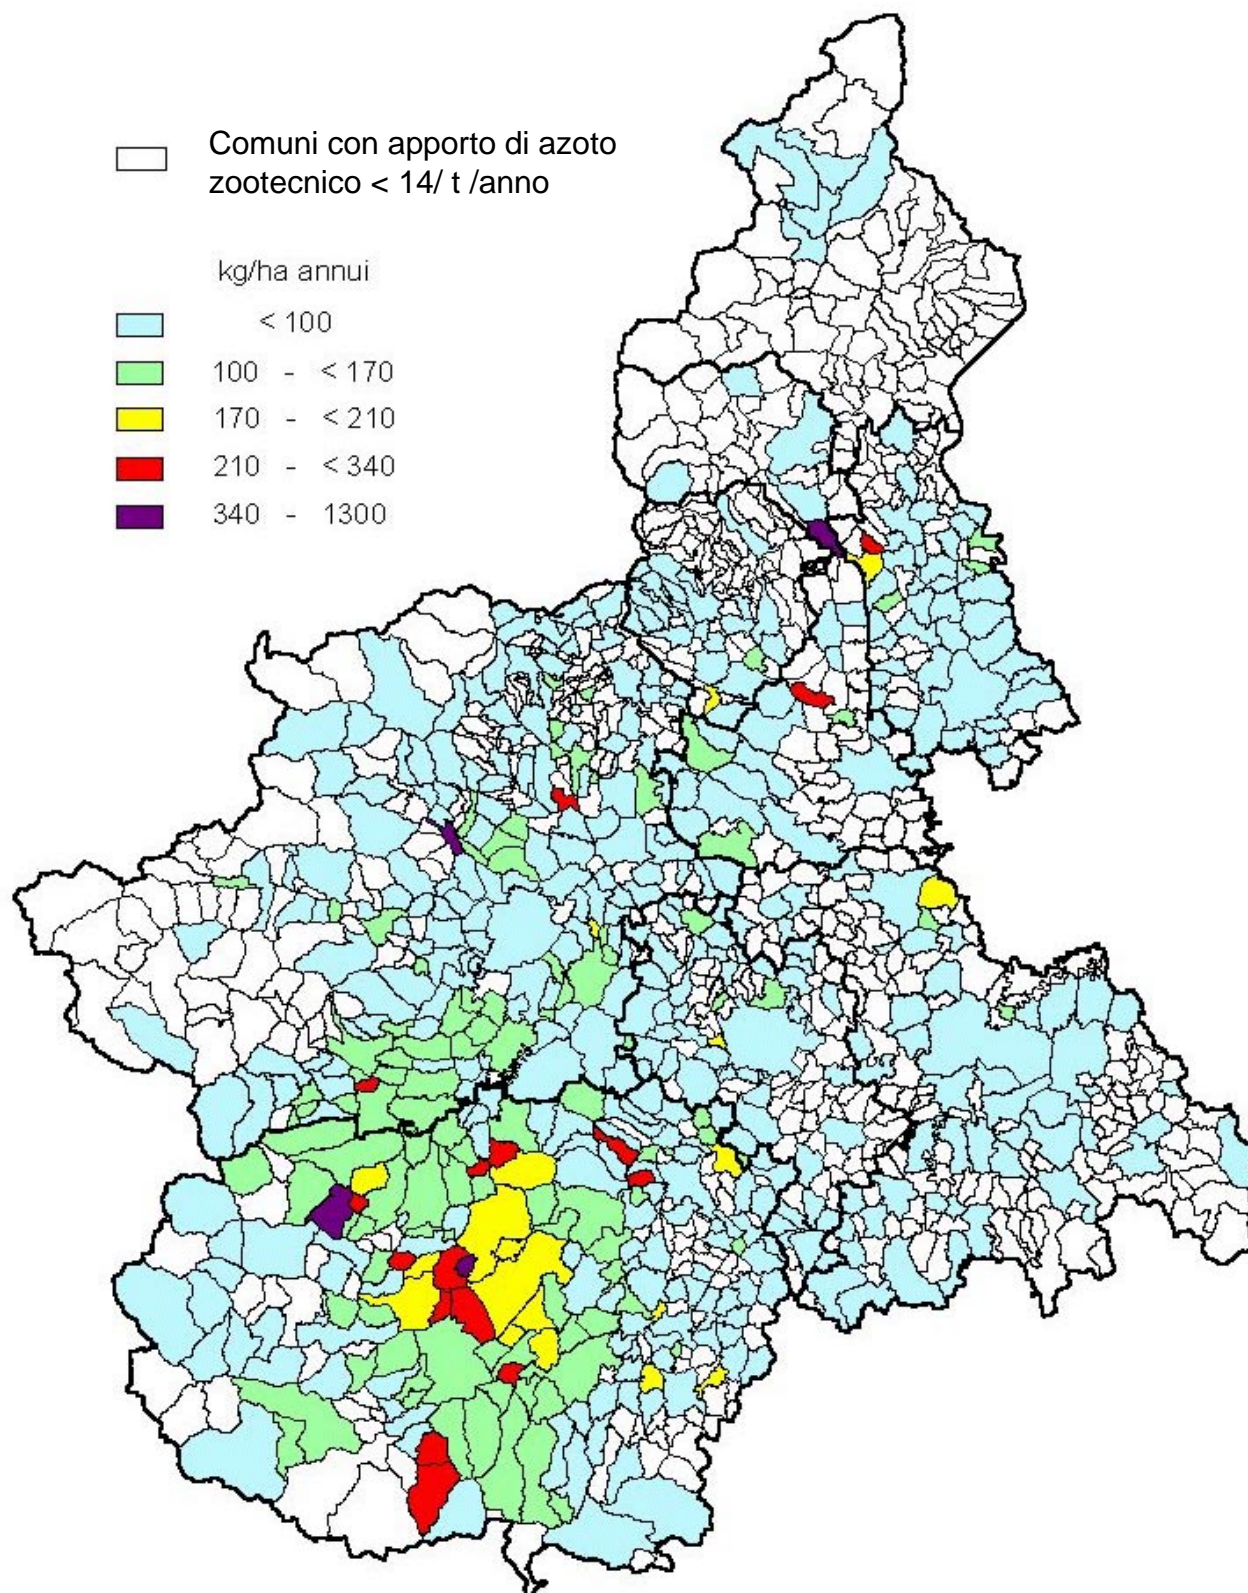 Comuni con apporto di azoto
zootecnico < 14/ t /anno
kg/ha annui
< 100
100 - < 170
170 - < 210
210 - < 340
340 - 1300